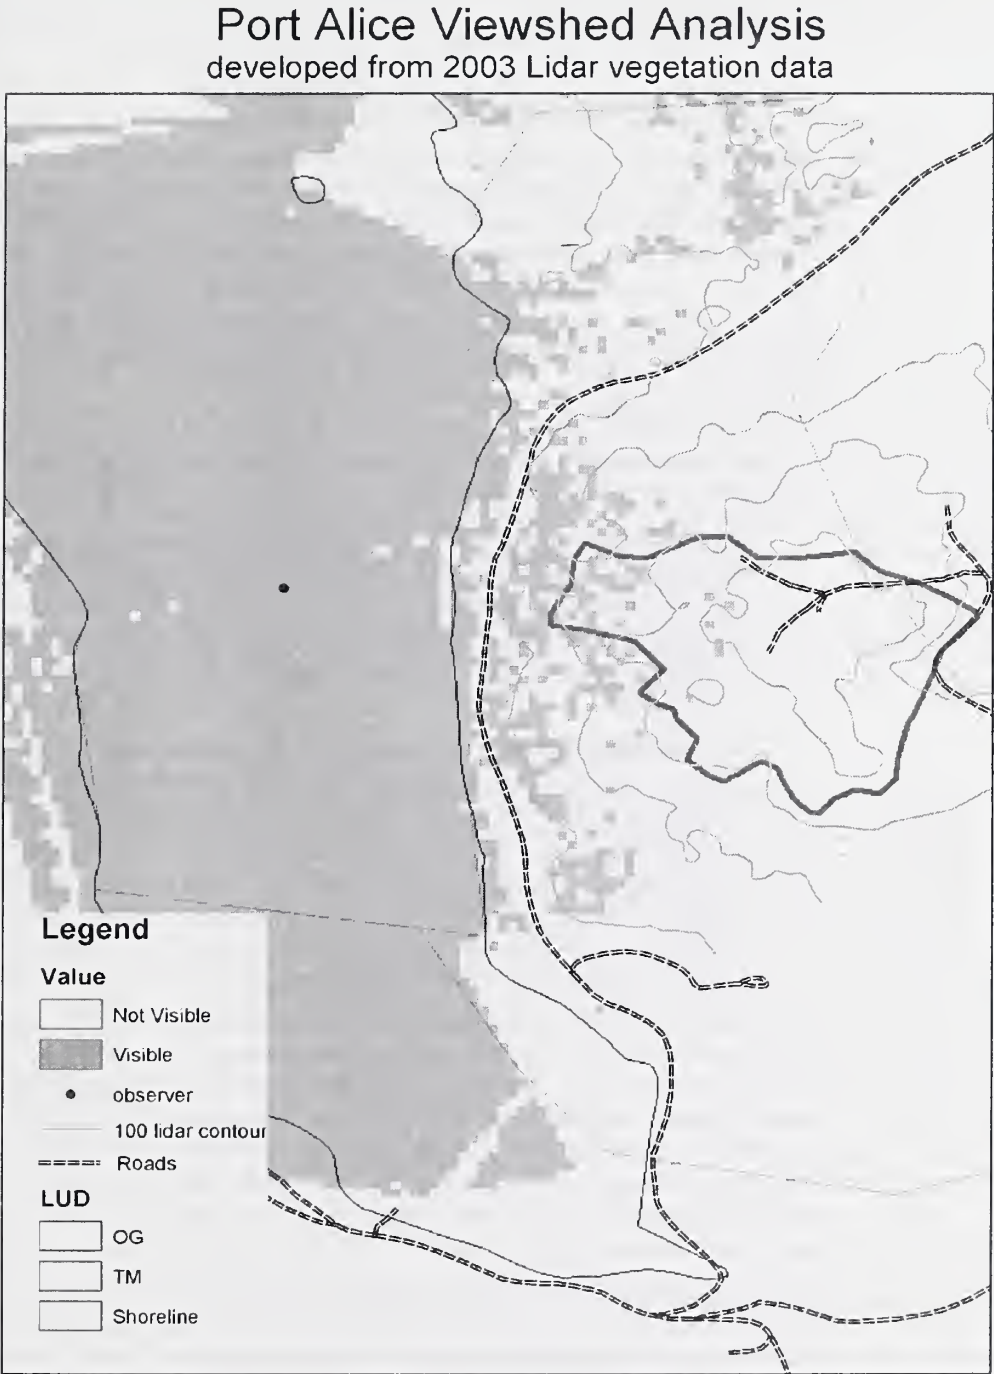 Port Alice Viewshed Analysis
developed from 2003 Lidar vegetation data
Legend
Value
Not Visible
Visible
observer
100 lidar contour
Roads
LUD
OG
TM
Shoreline